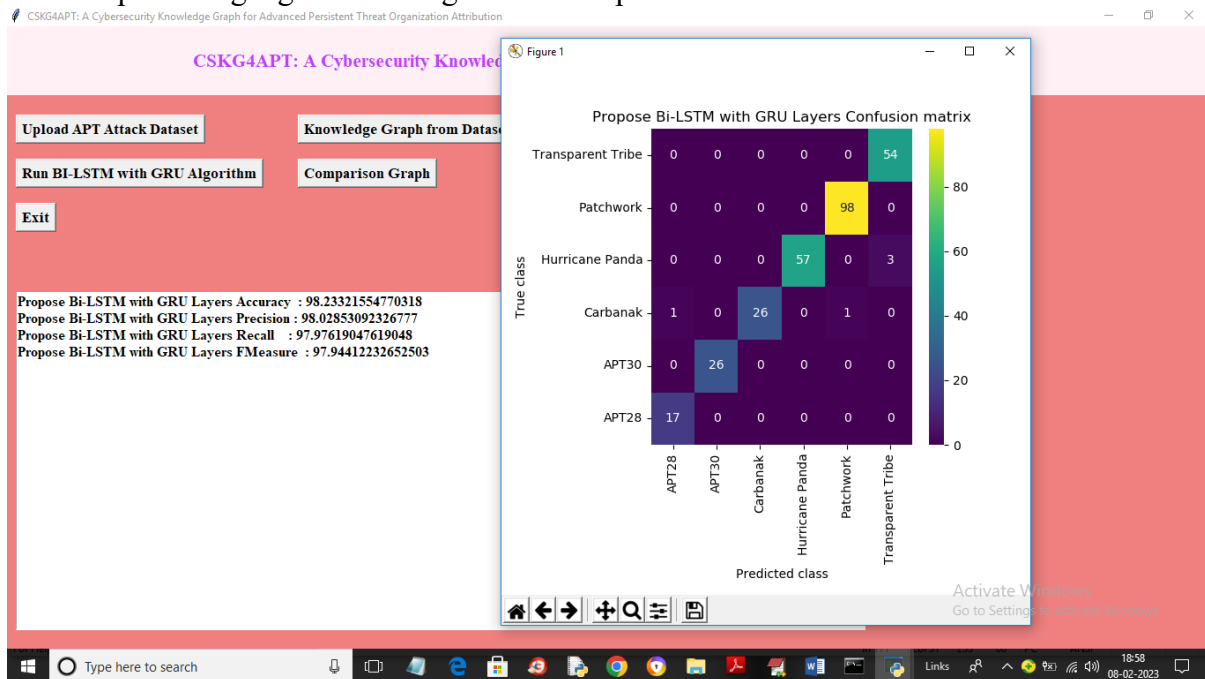 CSKG4APT: A Cybersecurity Knowledge Graph for Advanced Persistent Threat Organization Attribution
CSKG4APT: A Cybersecurity Knowled
Upload APT Attack Dataset
Knowledge Graph from Datas
Run BI-LSTM with GRU Algorithm
Comparison Graph
Exit
Propose Bi-LSTM with GRU Layers Accuracy : 98.23321554770318
Propose Bi-LSTM with GRU Layers Precision : 98.02853092326777
Propose Bi-LSTM with GRU Layers Recall : 97.97619047619048
Propose Bi-LSTM with GRU Layers FMeasure : 97.94412232652503
Figure 1
Propose Bi-LSTM with GRU Layers Confusion matrix
True class
Transparent Tribe 0 0 0 0 0 54
Patchwork 0 0 0 0 98 0
Hurricane Panda 0 0 0 57 0 3
Carbanak 1 0 26 0 1 0
APT30 0 26 0 0 0 0
APT28 17 0 0 0 0 0
APT28 APT30 Carbanak Hurricane Panda Patchwork Transparent Tribe
Predicted class
80
60
40
20
0
Activate Windows
Go to Settings to activate Windows.
Type here to search
Links
18:58
08-02-2023